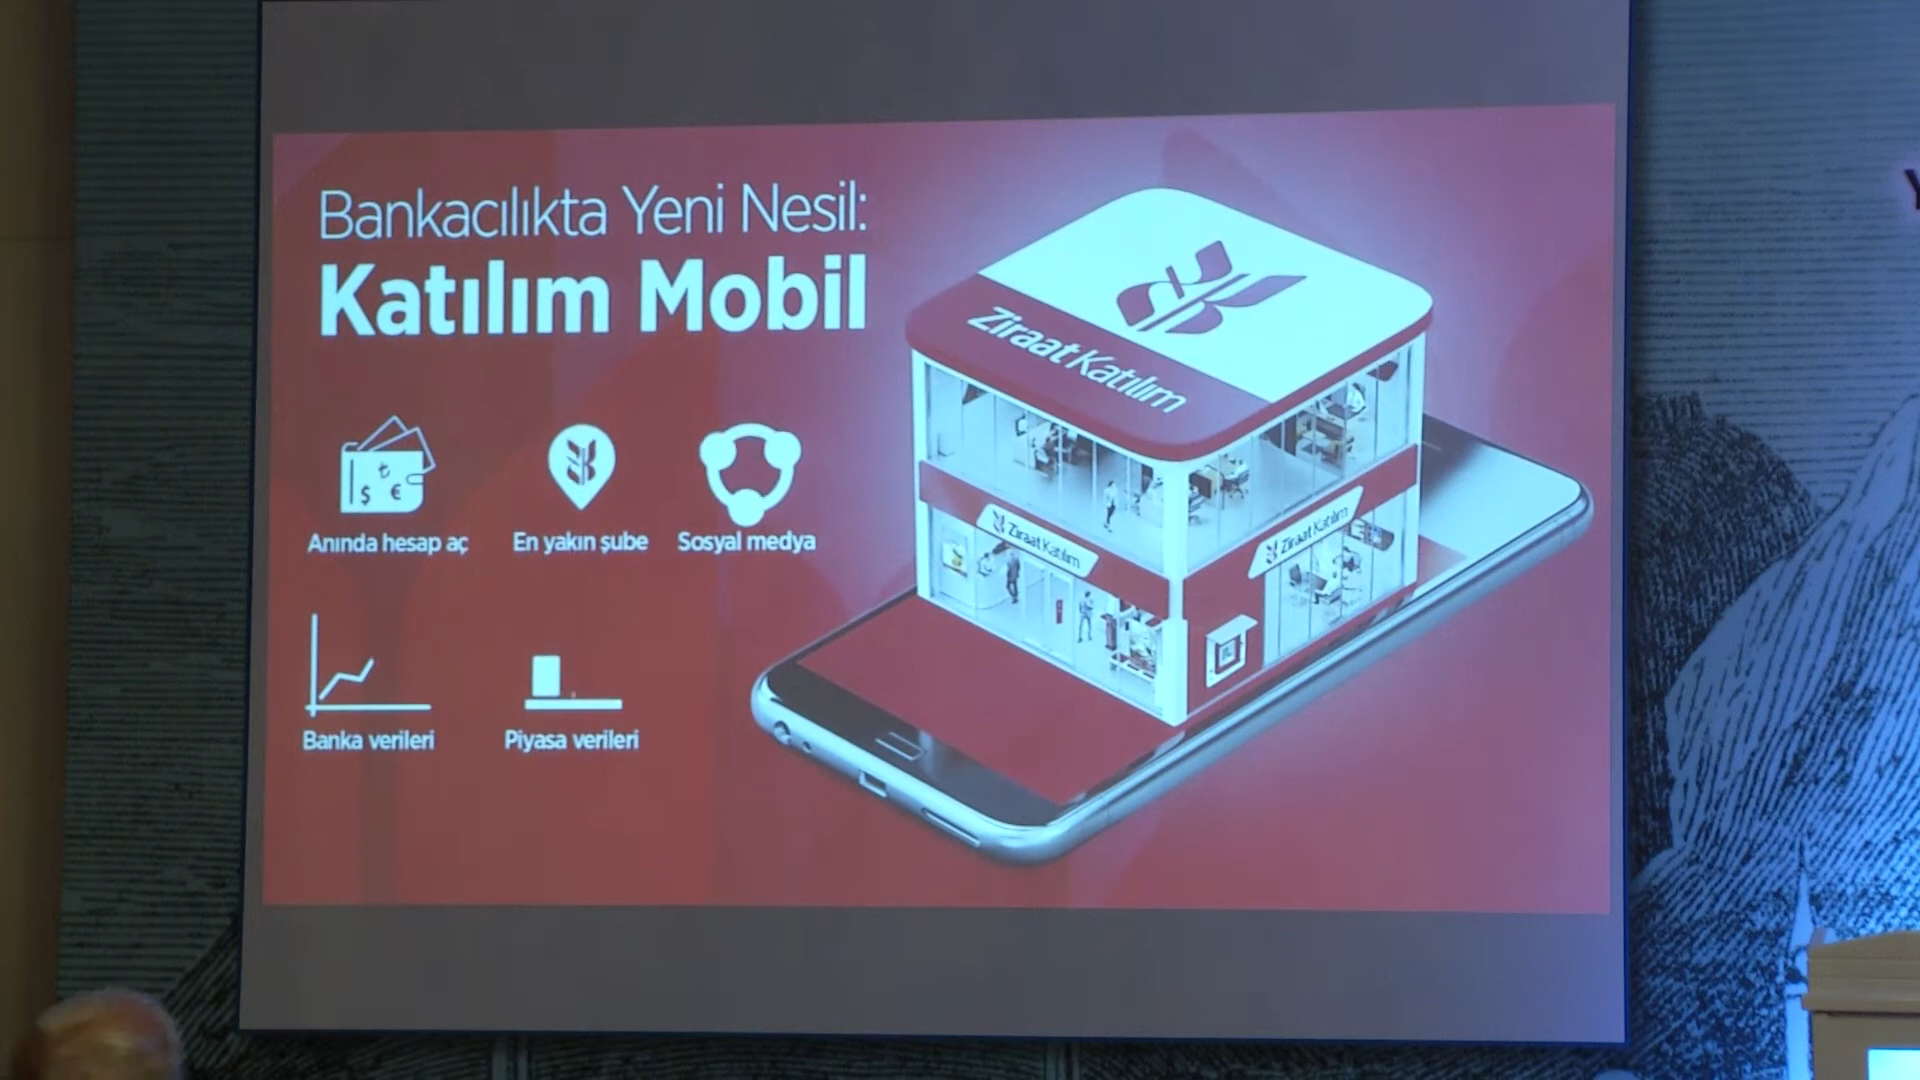 Bankacılıkta Yeni Nesil:
Katılım Mobil
Ziraat Katılım
₺
$ €
Anında hesap aç
En yakın şube
Sosyal medya
Ziraat Katılım
Ziraat Katılım
Banka verileri
Piyasa verileri